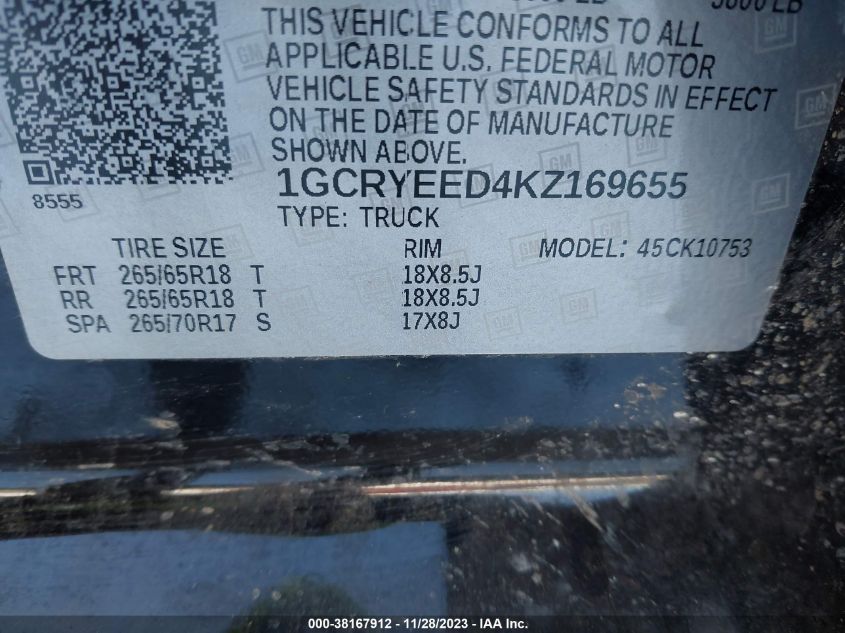 THIS VEHICLE CONFORMS TO ALL
APPLICABLE U.S. FEDERAL MOTOR
VEHICLE SAFETY STANDARDS IN EFFECT
ON THE DATE OF MANUFACTURE
SHOWN ABOVE.
8555
1GCRYEED4KZ169655
TYPE: TRUCK
TIRE SIZE RIM MODEL: 45CK10753
FRT 265/65R18 T 18X8.5J
RR 265/65R18 T 18X8.5J
SPA 265/70R17 S 17X8J
000-38167912 - 11/28/2023 - IAA Inc.